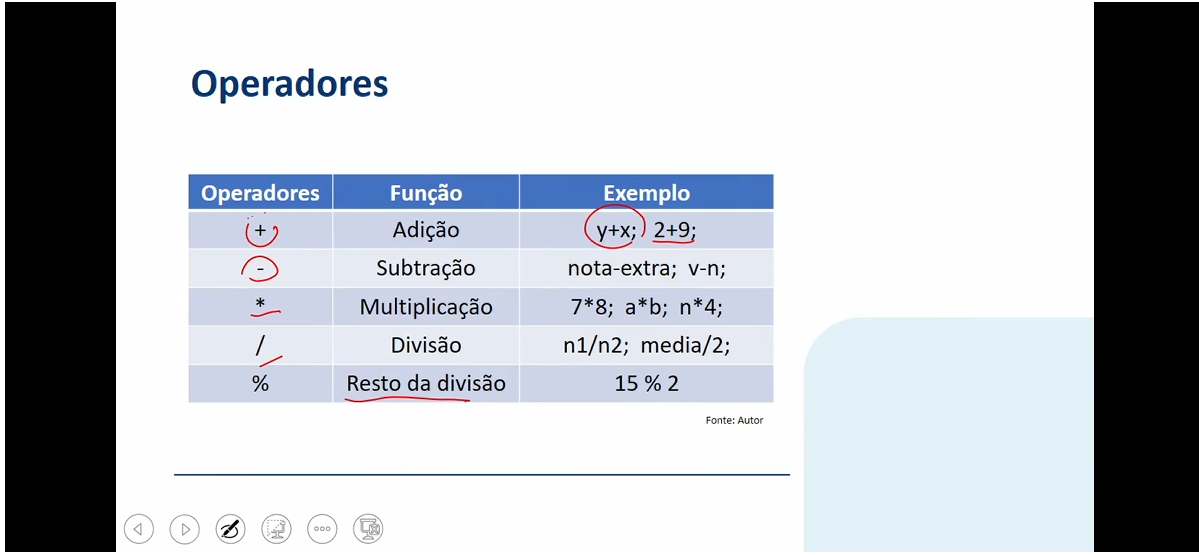 Operadores
Operadores Função Exemplo
+ Adição y+x; 2+9;
- Subtração nota-extra; v-n;
* Multiplicação 7*8; a*b; n*4;
/ Divisão n1/n2; media/2;
% Resto da divisão 15 % 2
Fonte: Autor